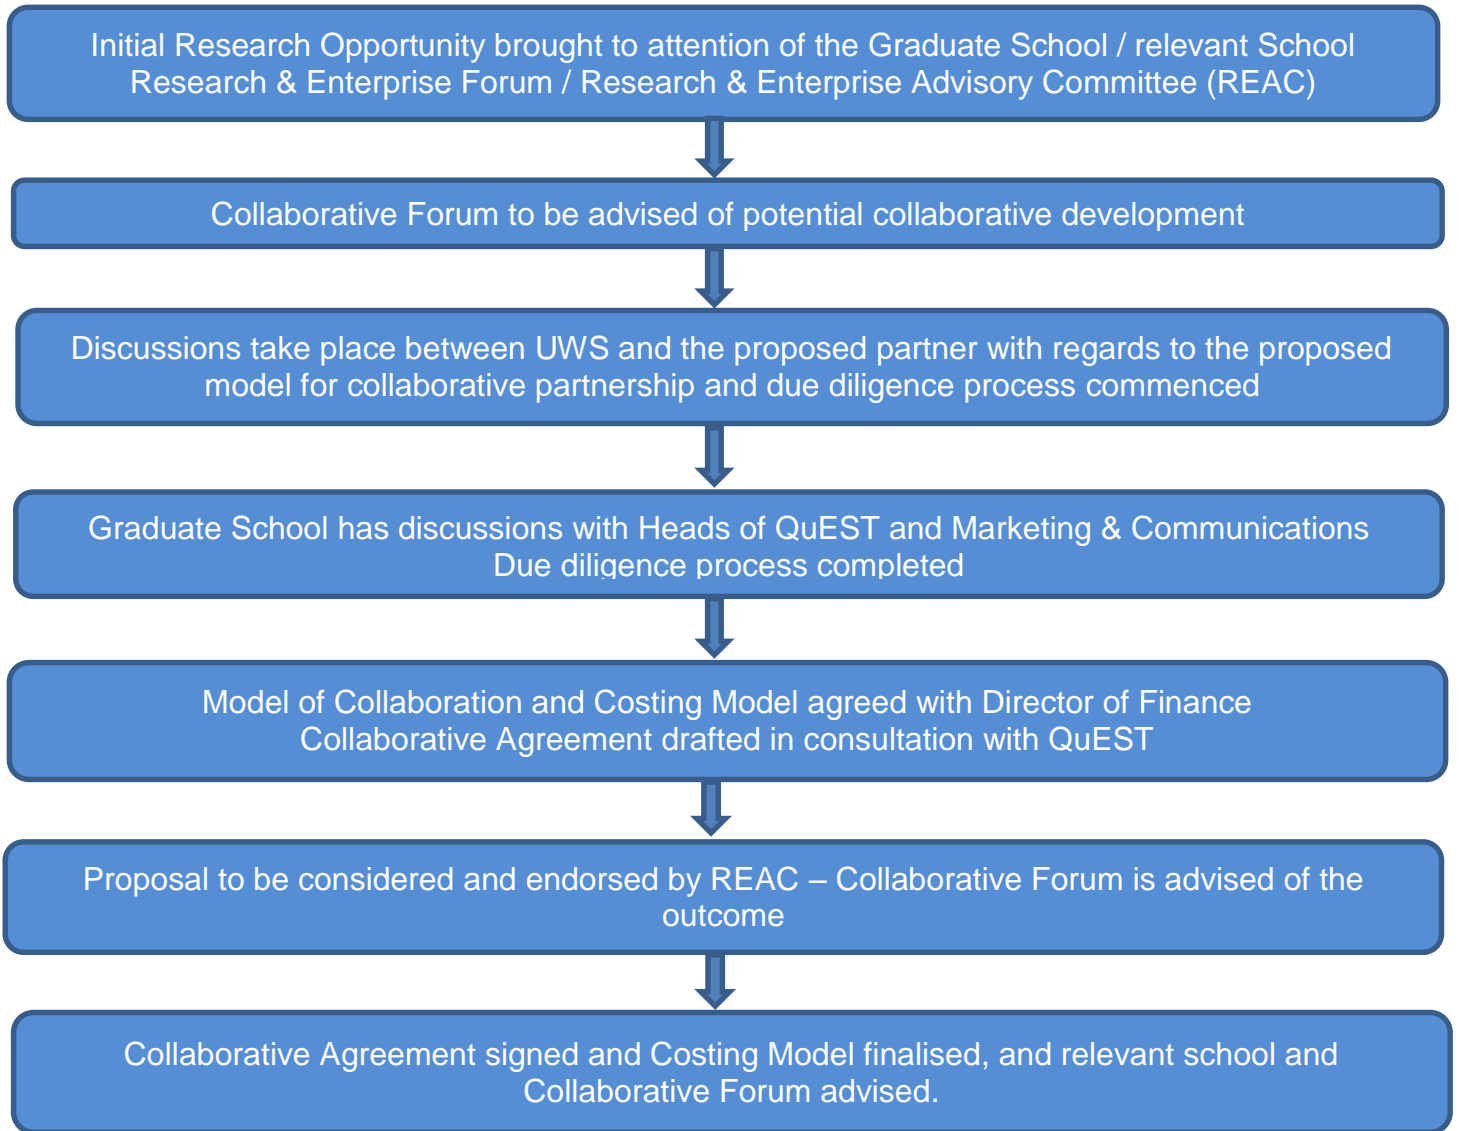 Initial Research Opportunity brought to attention of the Graduate School / relevant School
Research & Enterprise Forum / Research & Enterprise Advisory Committee (REAC)
Collaborative Forum to be advised of potential collaborative development
Discussions take place between UWS and the proposed partner with regards to the proposed
model for collaborative partnership and due diligence process commenced
Graduate School has discussions with Heads of QuEST and Marketing & Communications
Due diligence process completed
Model of Collaboration and Costing Model agreed with Director of Finance
Collaborative Agreement drafted in consultation with QuEST
Proposal to be considered and endorsed by REAC – Collaborative Forum is advised of the
outcome
Collaborative Agreement signed and Costing Model finalised, and relevant school and
Collaborative Forum advised.